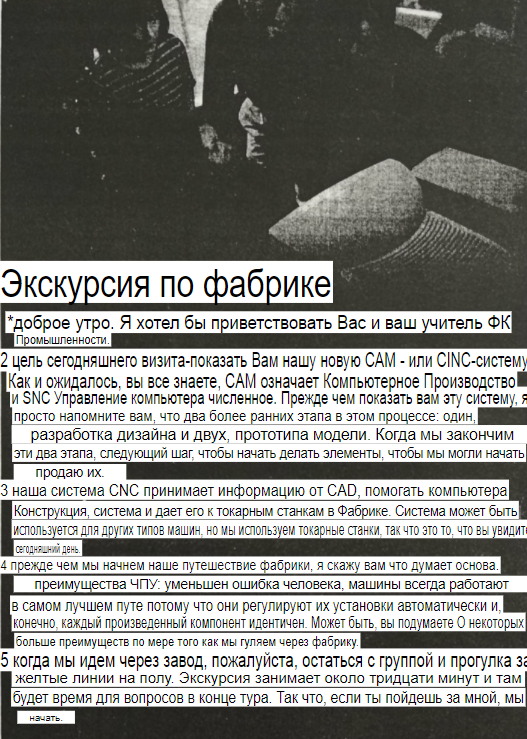 Экскурсия по фабрике
*доброе утро. Я хотел бы приветствовать Вас и ваш учитель ФК
Промышленности.
2 цель сегодняшнего визита-показать Вам нашу новую CAM - или CINC-систему
Как и ожидалось, вы все знаете, CAM означает Компьютерное Производство
и SNC Управление компьютера численное. Прежде чем показать вам эту систему, я
просто напомните вам, что два более ранних этапа в этом процессе: один,
разработка дизайна и двух, прототипа модели. Когда мы закончим
эти два этапа, следующий шаг, чтобы начать делать элементы, чтобы мы могли начать
продаю их.
3 наша система CNC принимает информацию от CAD, помогать компьютера
Конструкция, система и дает его к токарным станкам в Фабрике. Система может быть
используется для других типов машин, но мы используем токарные станки, так что это то, что вы увидите
сегодняшний день.
4 прежде чем мы начнем наше путешествие фабрики, я скажу вам что думает основа.
преимущества ЧПУ: уменьшен ошибка человека, машины всегда работают
в самом лучшем путе потому что они регулируют их установки автоматически и,
конечно, каждый произведенный компонент идентичен. Может быть, вы подумаете О некоторых
больше преимуществ по мере того как мы гуляем через фабрику.
5 когда мы идем через завод, пожалуйста, остаться с группой и прогулка за
желтые линии на полу. Экскурсия занимает около тридцати минут и там
будет время для вопросов в конце тура. Так что, если ты пойдешь за мной, мы
начать.